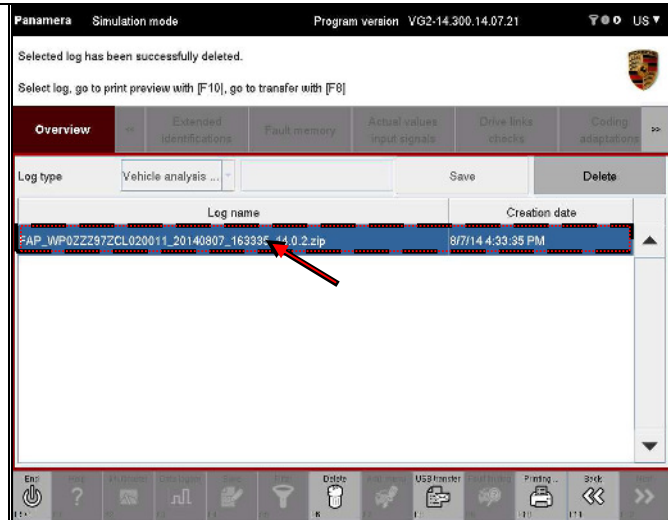 Panamera Simulation mode Program version VG2-14.300.14.07.21 US
Selected log has been successfully deleted.
Select log, go to print preview with [F10], go to transfer with [F8]
Overview Extended identifications Fault memory Actual values input signals Drive links checks Coding adaptations
Log type Vehicle analysis ... Save Delete
Log name Creation date
FAP_WP0ZZZ97ZCL020011_20140807_163335_14.0.2.zip 8/7/14 4:33:35 PM
End Help Delete USB transfer Printing .. Back